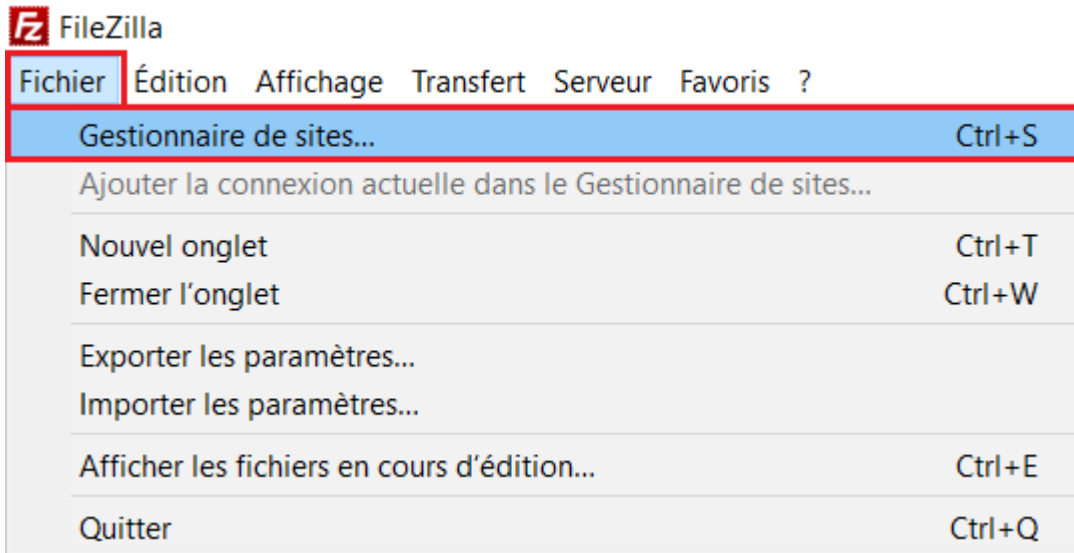 FileZilla
Fichier Édition Affichage Transfert Serveur Favoris ?
Gestionnaire de sites... Ctrl+S
Ajouter la connexion actuelle dans le Gestionnaire de sites...
Nouvel onglet Ctrl+T
Fermer l’onglet Ctrl+W
Exporter les paramètres...
Importer les paramètres...
Afficher les fichiers en cours d’édition... Ctrl+E
Quitter Ctrl+Q